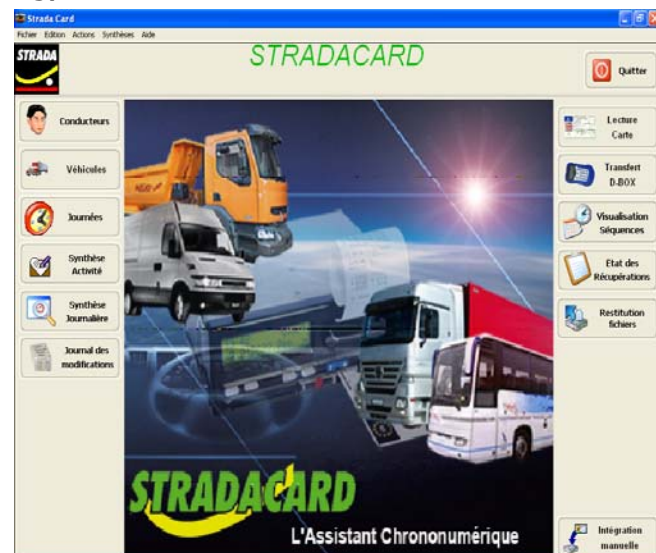 Strada Card
Fichier Edition Actions Synthèses Aide
STRADA
STRADACARD
Quitter
Conducteurs
Véhicules
Journées
Synthèse
Activité
Synthèse
Journalière
Journal des
modifications
Lecture
Carte
Transfert
D-BOX
Visualisation
Séquences
Etat des
Récupérations
Restitution
fichiers
STRADACARD
L'Assistant Chrononumérique
Intégration
manuelle